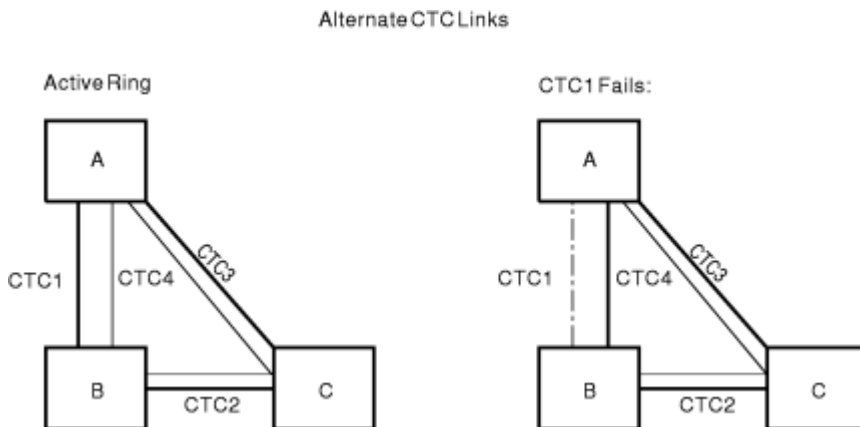 Alternate CTC Links
Active Ring
CTC1 Fails:
A
A
CTC3
CTC3
CTC1
CTC4
CTC1
CTC4
B
CTC2
C
B
CTC2
C